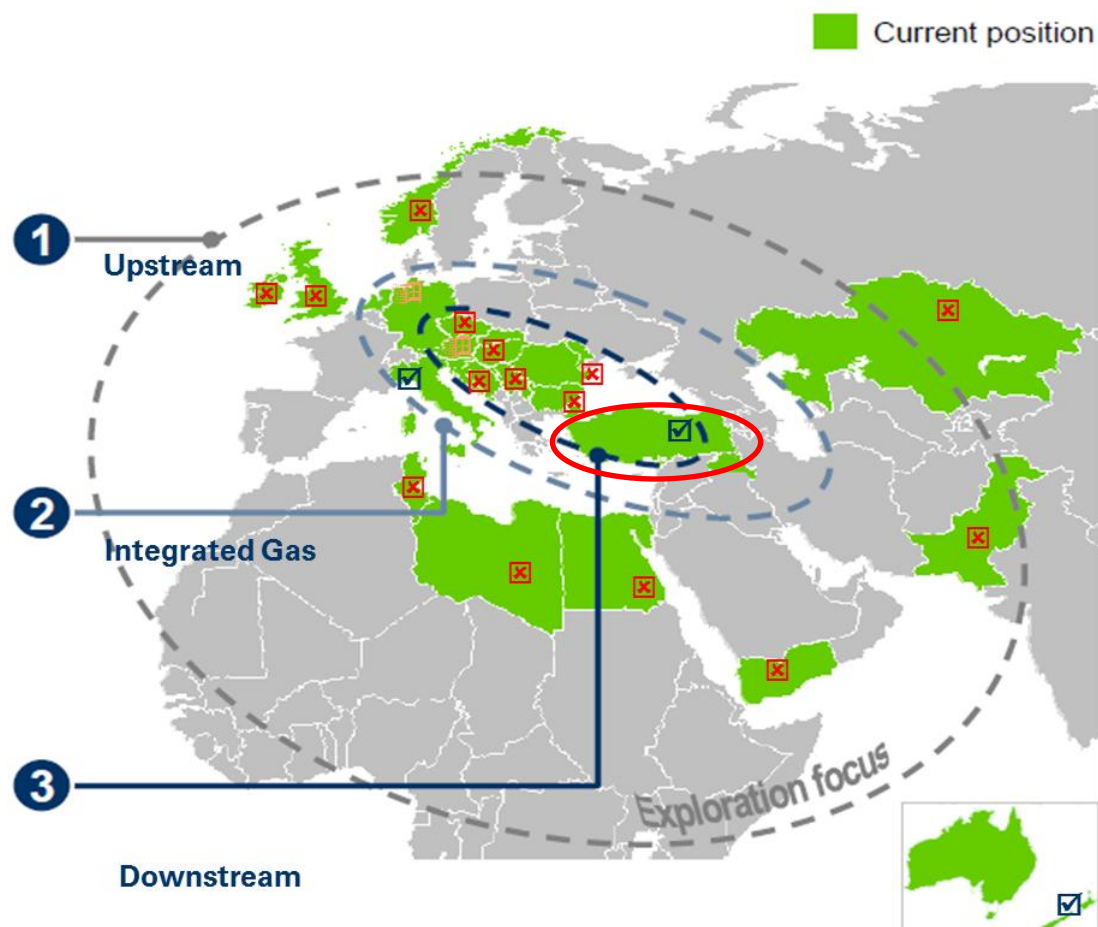 Current position
1
Upstream
2
Integrated Gas
3
Exploration focus
Downstream